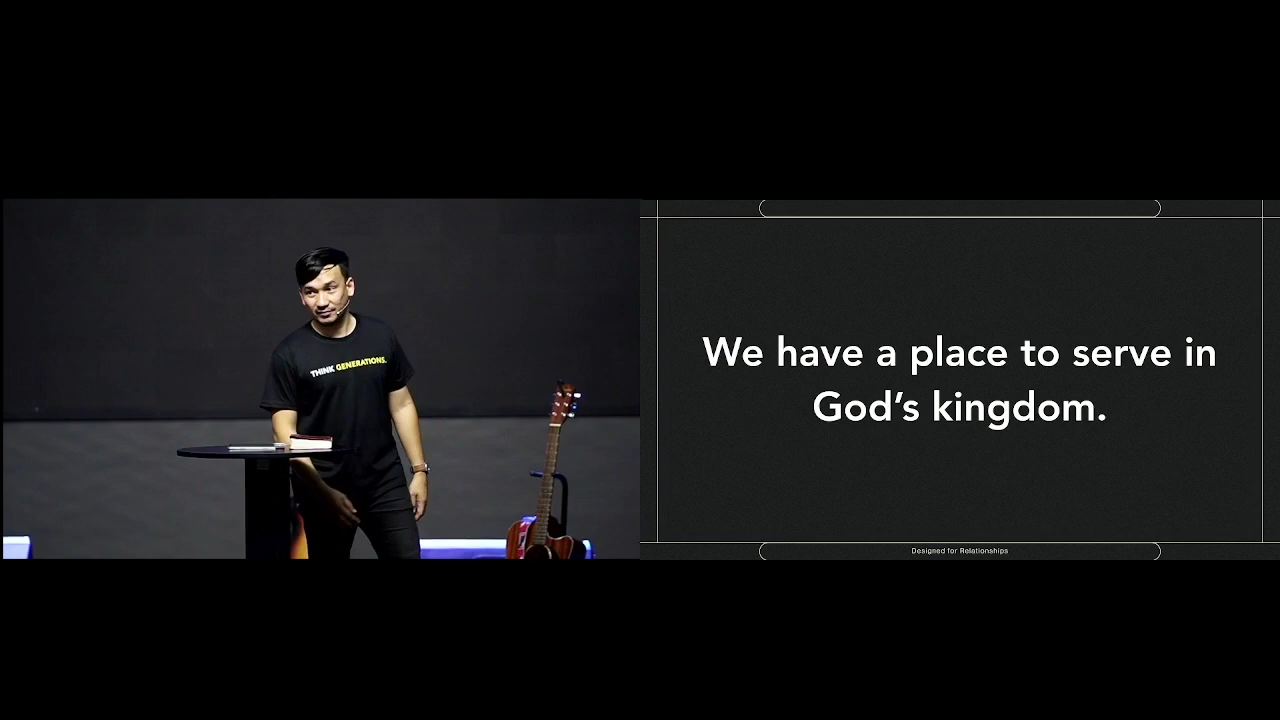 THINK GENERATIONS.
We have a place to serve in
God's kingdom.
Designed for Relationships